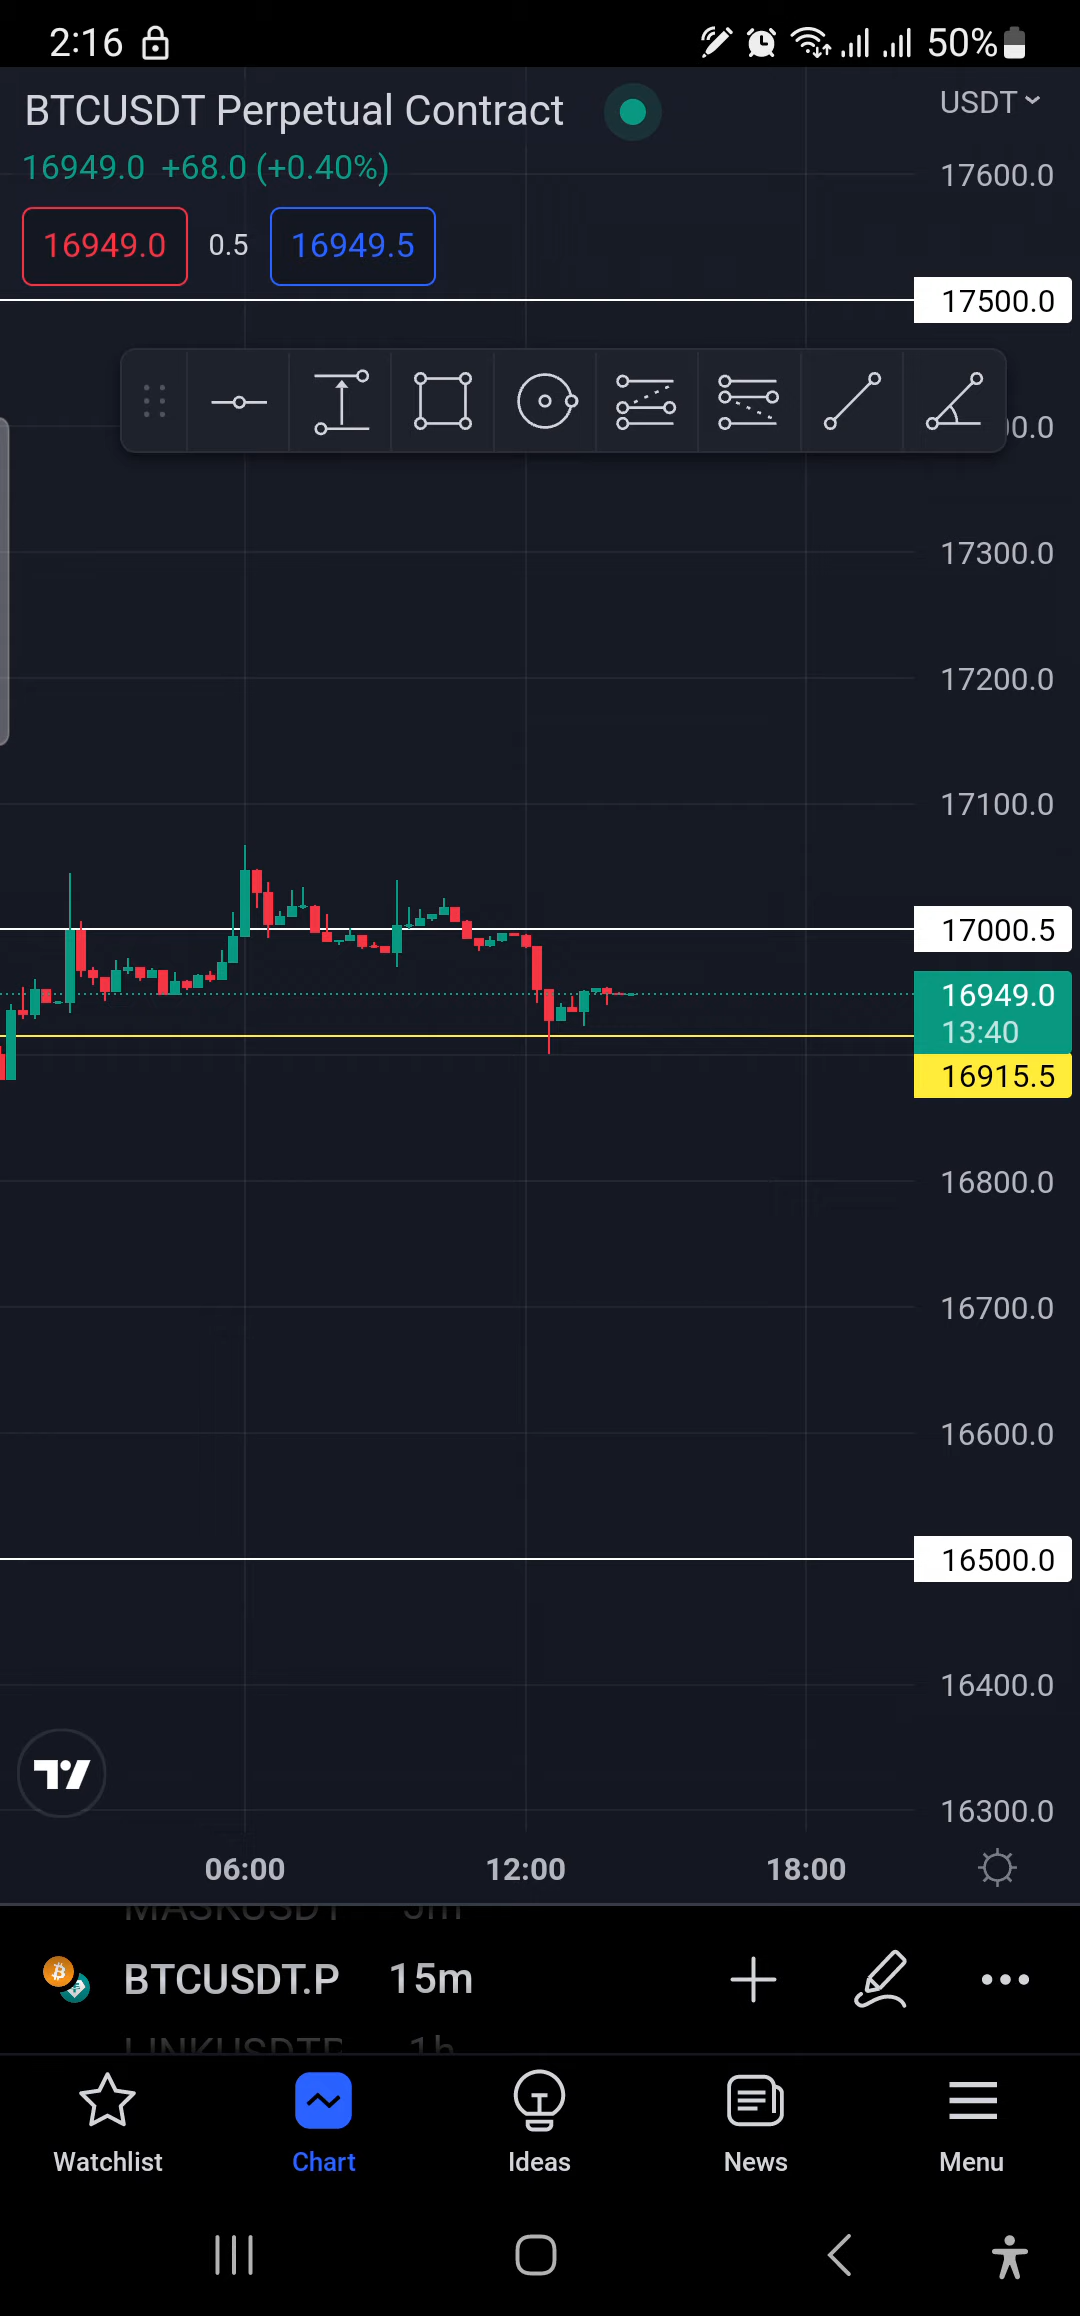 2:16
50%
BTCUSDT Perpetual Contract
USDT
16949.0 +68.0 (+0.40%)
17600.0
16949.0 0.5 16949.5
17500.0
17300.0
17200.0
17100.0
17000.5
16949.0
13:40
16915.5
16800.0
16700.0
16600.0
16500.0
16400.0
16300.0
06:00 12:00 18:00
MASKUSDT 5m
BTCUSDT.P 15m
1h
Watchlist Chart Ideas News Menu